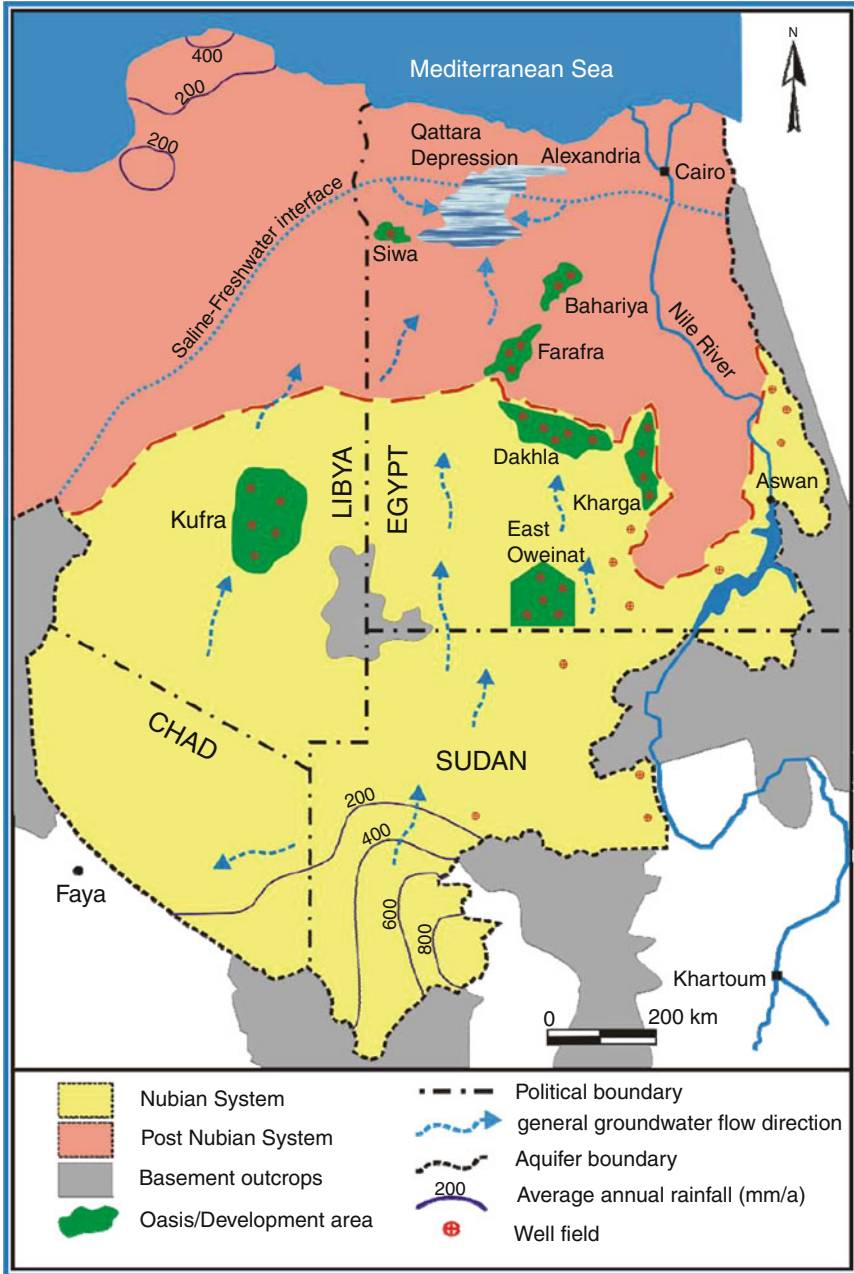 N
400
Mediterranean Sea
200
200
Qattara
Depression
Alexandria
Cairo
Saline-Freshwater interface
Siwa
Bahariya
Nile River
Farafra
LIBYA
EGYPT
Dakhla
Kharga
Aswan
Kufra
East
Oweinat
CHAD
SUDAN
200
400
600
800
Faya
Khartoum
0
200 km
Nubian System
Post Nubian System
Basement outcrops
Oasis/Development area
Political boundary
general groundwater flow direction
Aquifer boundary
200
Average annual rainfall (mm/a)
Well field